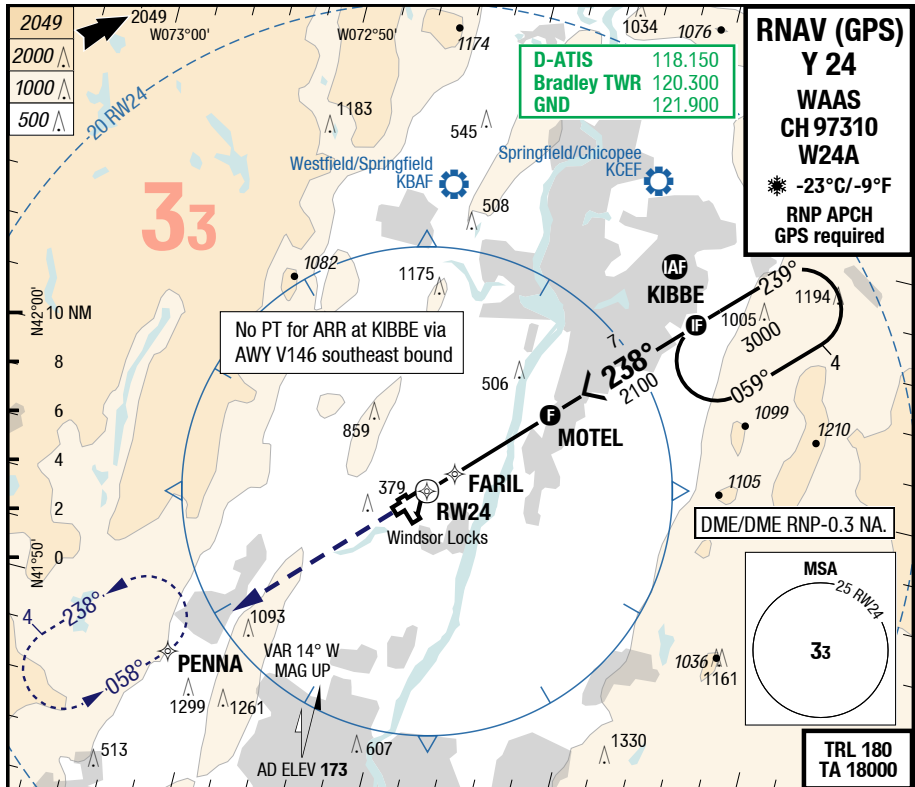 2049
2000
1000
500
2049
W073°00'
W072°50'
1174
1034
1076
D-ATIS 118.150
Bradley TWR 120.300
GND 121.900
RNAV (GPS)
Y 24
WAAS
CH 97310
W24A
-23°C/-9°F
RNP APCH
GPS required
20 RW24
1183
545
Westfield/Springfield
KBAF
Springfield/Chicopee
KCEF
33
508
1082
1175
IAF
KIBBE
239°
1194
N42°00'
10 NM
No PT for ARR at KIBBE via
AWY V146 southeast bound
IF
1005
3000
7
238°
2100
059°
4
8
506
6
859
F
MOTEL
1099
1210
4
FARIL
1105
2
379
RW24
Windsor Locks
DME/DME RNP-0.3 NA.
N41°50'
0
MSA
25 RW24
33
4
238°
058°
PENNA
1093
VAR 14° W
MAG UP
1036
1161
1299
1261
513
607
1330
AD ELEV 173
TRL 180
TA 18000